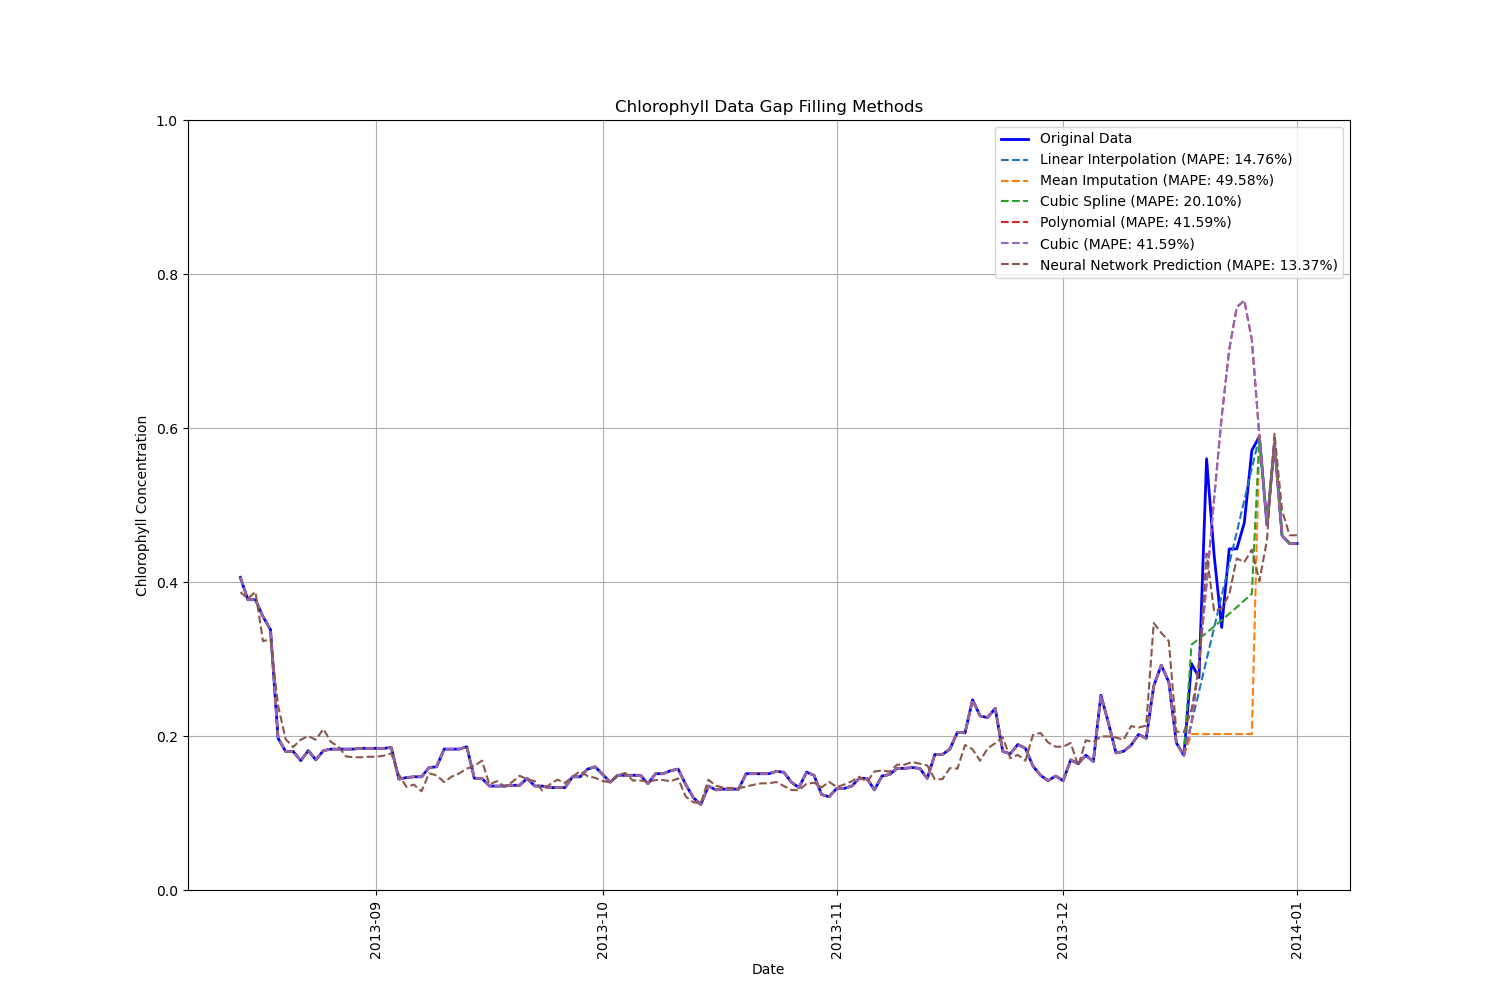 Chlorophyll Data Gap Filling Methods
1.0
0.8
0.6
0.4
0.2
0.0
Chlorophyll Concentration
Original Data
Linear Interpolation (MAPE: 14.76%)
Mean Imputation (MAPE: 49.58%)
Cubic Spline (MAPE: 20.10%)
Polynomial (MAPE: 41.59%)
Cubic (MAPE: 41.59%)
Neural Network Prediction (MAPE: 13.37%)
2013-09
2013-10
2013-11
2013-12
2014-01
Date